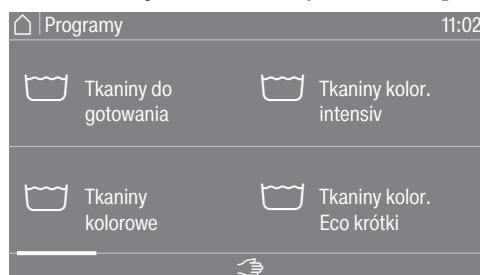 Programy 11:02
Tkaniny do
gotowania
Tkaniny kolor.
intensiv
Tkaniny
kolorowe
Tkaniny kolor.
Eco krótki